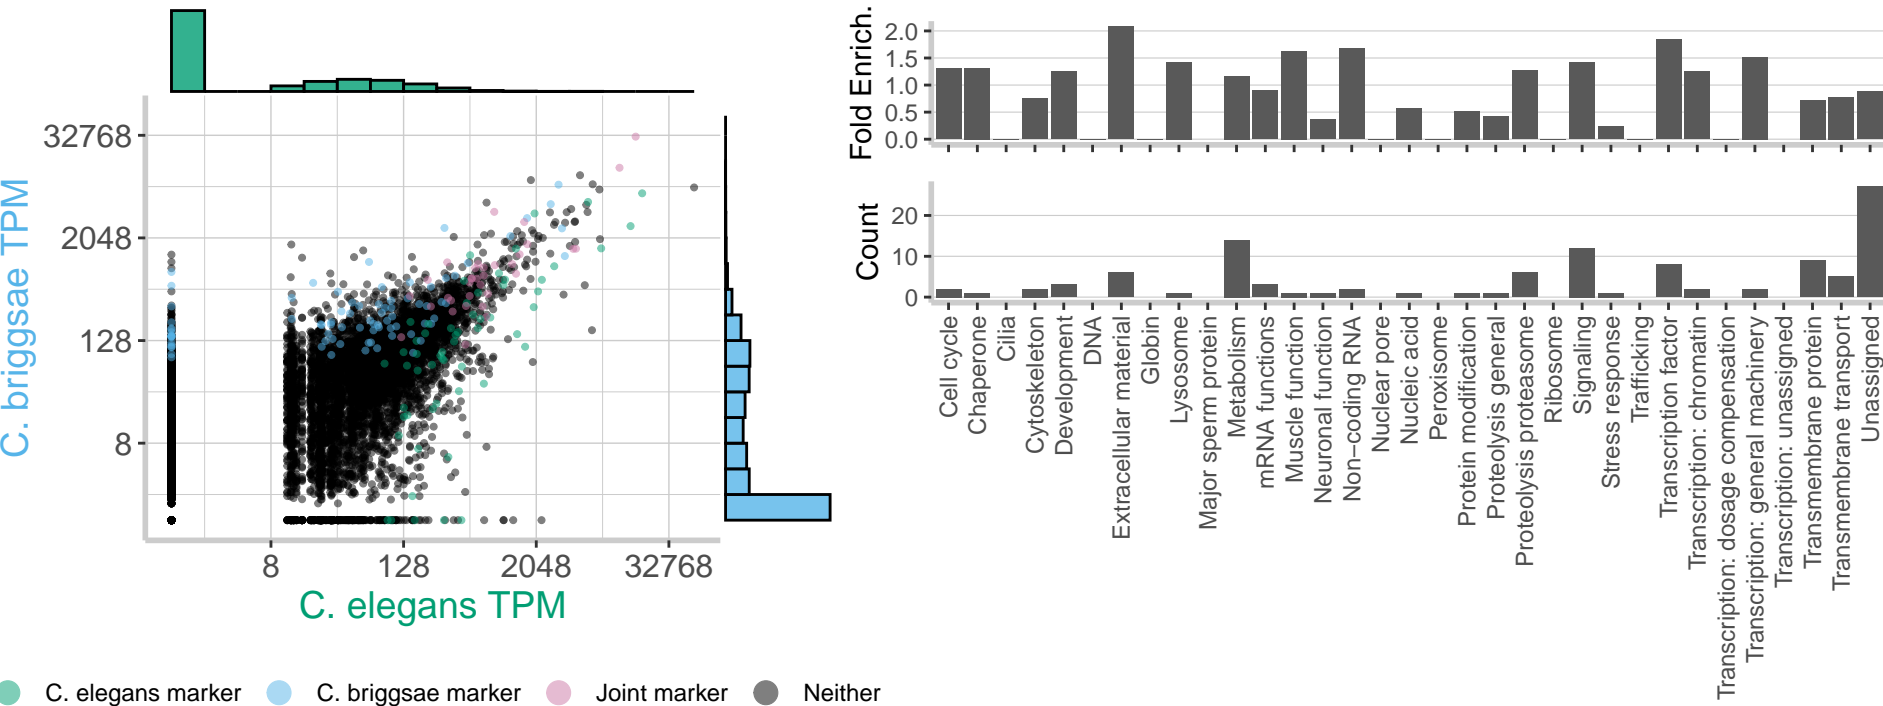 32768
2048
128
8
C. briggsae TPM
8
128
2048
32768
C. elegans TPM
C. elegans marker
C. briggsae marker
Joint marker
Neither
Fold Enrich.
2.0
1.5
1.0
0.5
0.0
Count
20
10
0
Cell cycle
Chaperone
Cilia
Cytoskeleton
Development
DNA
Extracellular material
Globin
Lysosome
Major sperm protein
Metabolism
mRNA functions
Muscle function
Neuronal function
Non−coding RNA
Nuclear pore
Nucleic acid
Peroxisome
Protein modification
Proteolysis general
Proteolysis proteasome
Ribosome
Signaling
Stress response
Trafficking
Transcription factor
Transcription: chromatin
Transcription: dosage compensation
Transcription: general machinery
Transcription: unassigned
Transmembrane protein
Transmembrane transport
Unassigned